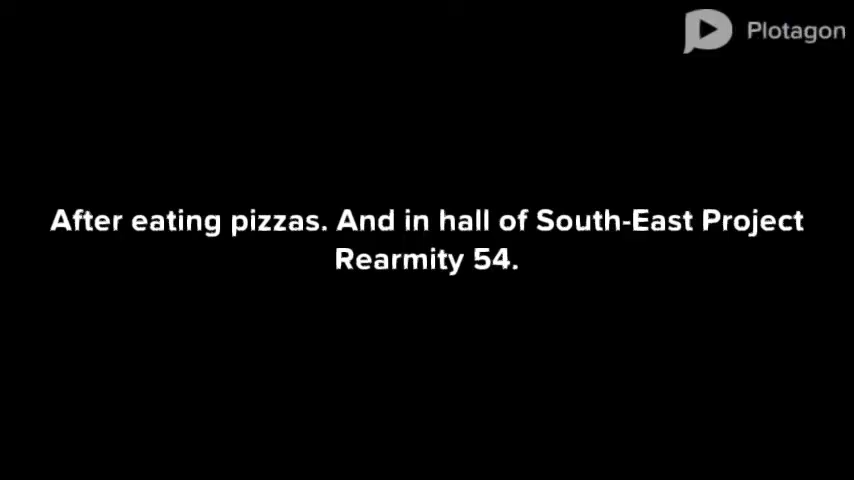 Plotagon
After eating pizzas. And in hall of South-East Project
Rearmity 54.